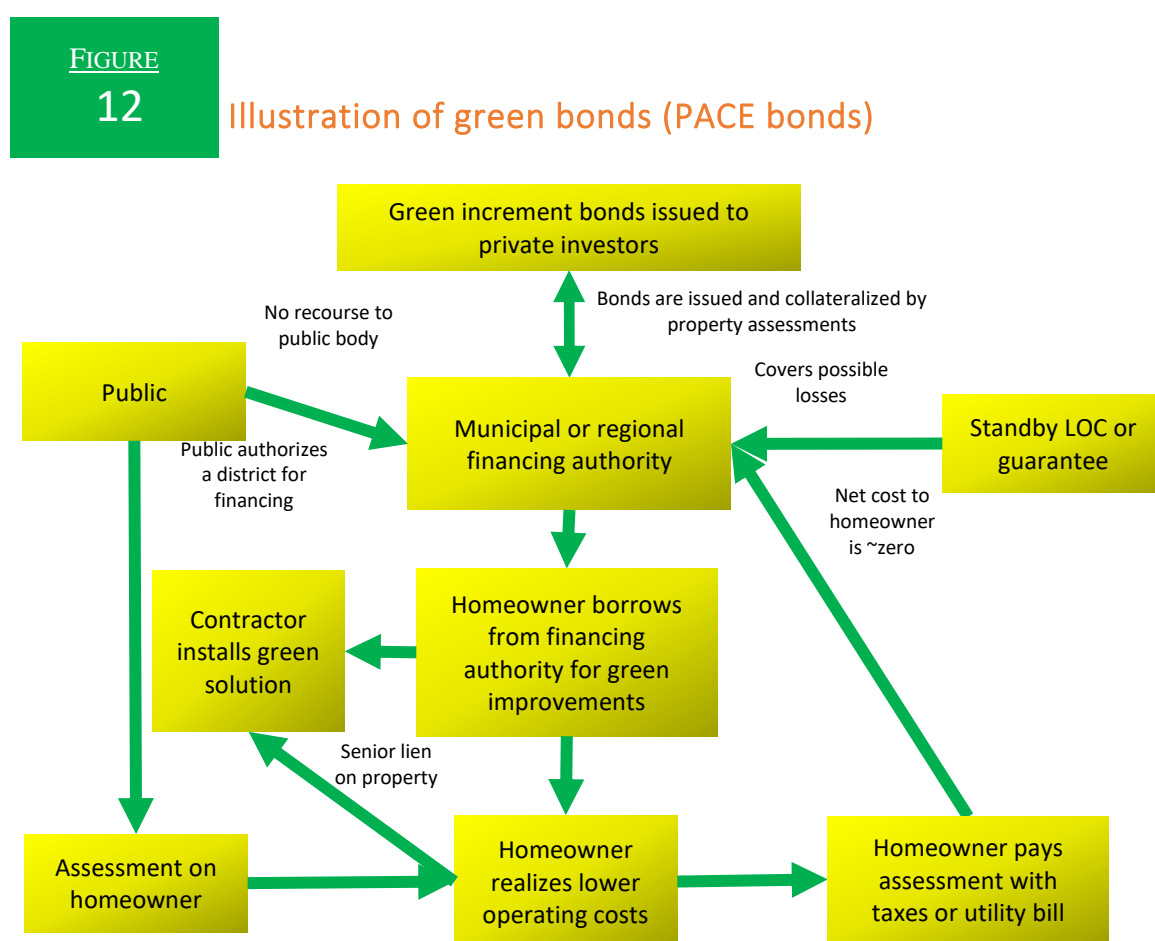 FIGURE
12
Illustration of green bonds (PACE bonds)
Green increment bonds issued to
private investors
No recourse to
public body
Bonds are issued and collateralized by
property assessments
Public
Covers possible
losses
Municipal or regional
financing authority
Standby LOC or
guarantee
Public authorizes
a district for
financing
Net cost to
homeowner
is ~zero
Contractor
installs green
solution
Homeowner borrows
from financing
authority for green
improvements
Senior lien
on property
Assessment on
homeowner
Homeowner
realizes lower
operating costs
Homeowner pays
assessment with
taxes or utility bill